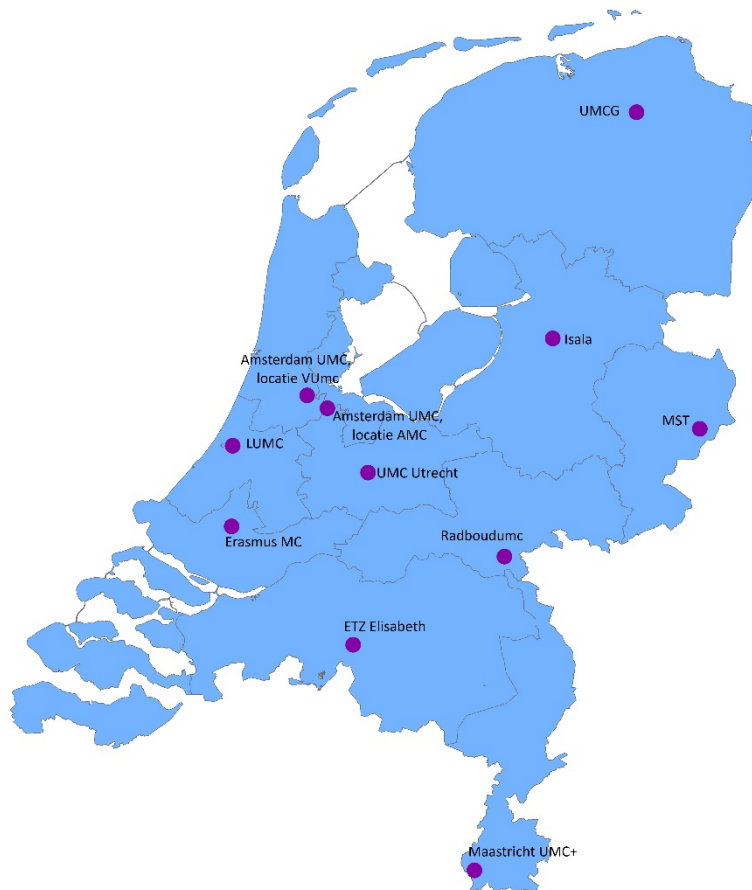 UMCG
Isala
Amsterdam UMC,
locatie VUmc
Amsterdam UMC,
locatie AMC
MST
LUMC
UMC Utrecht
Erasmus MC
Radboudumc
ETZ Elisabeth
Maastricht UMC+